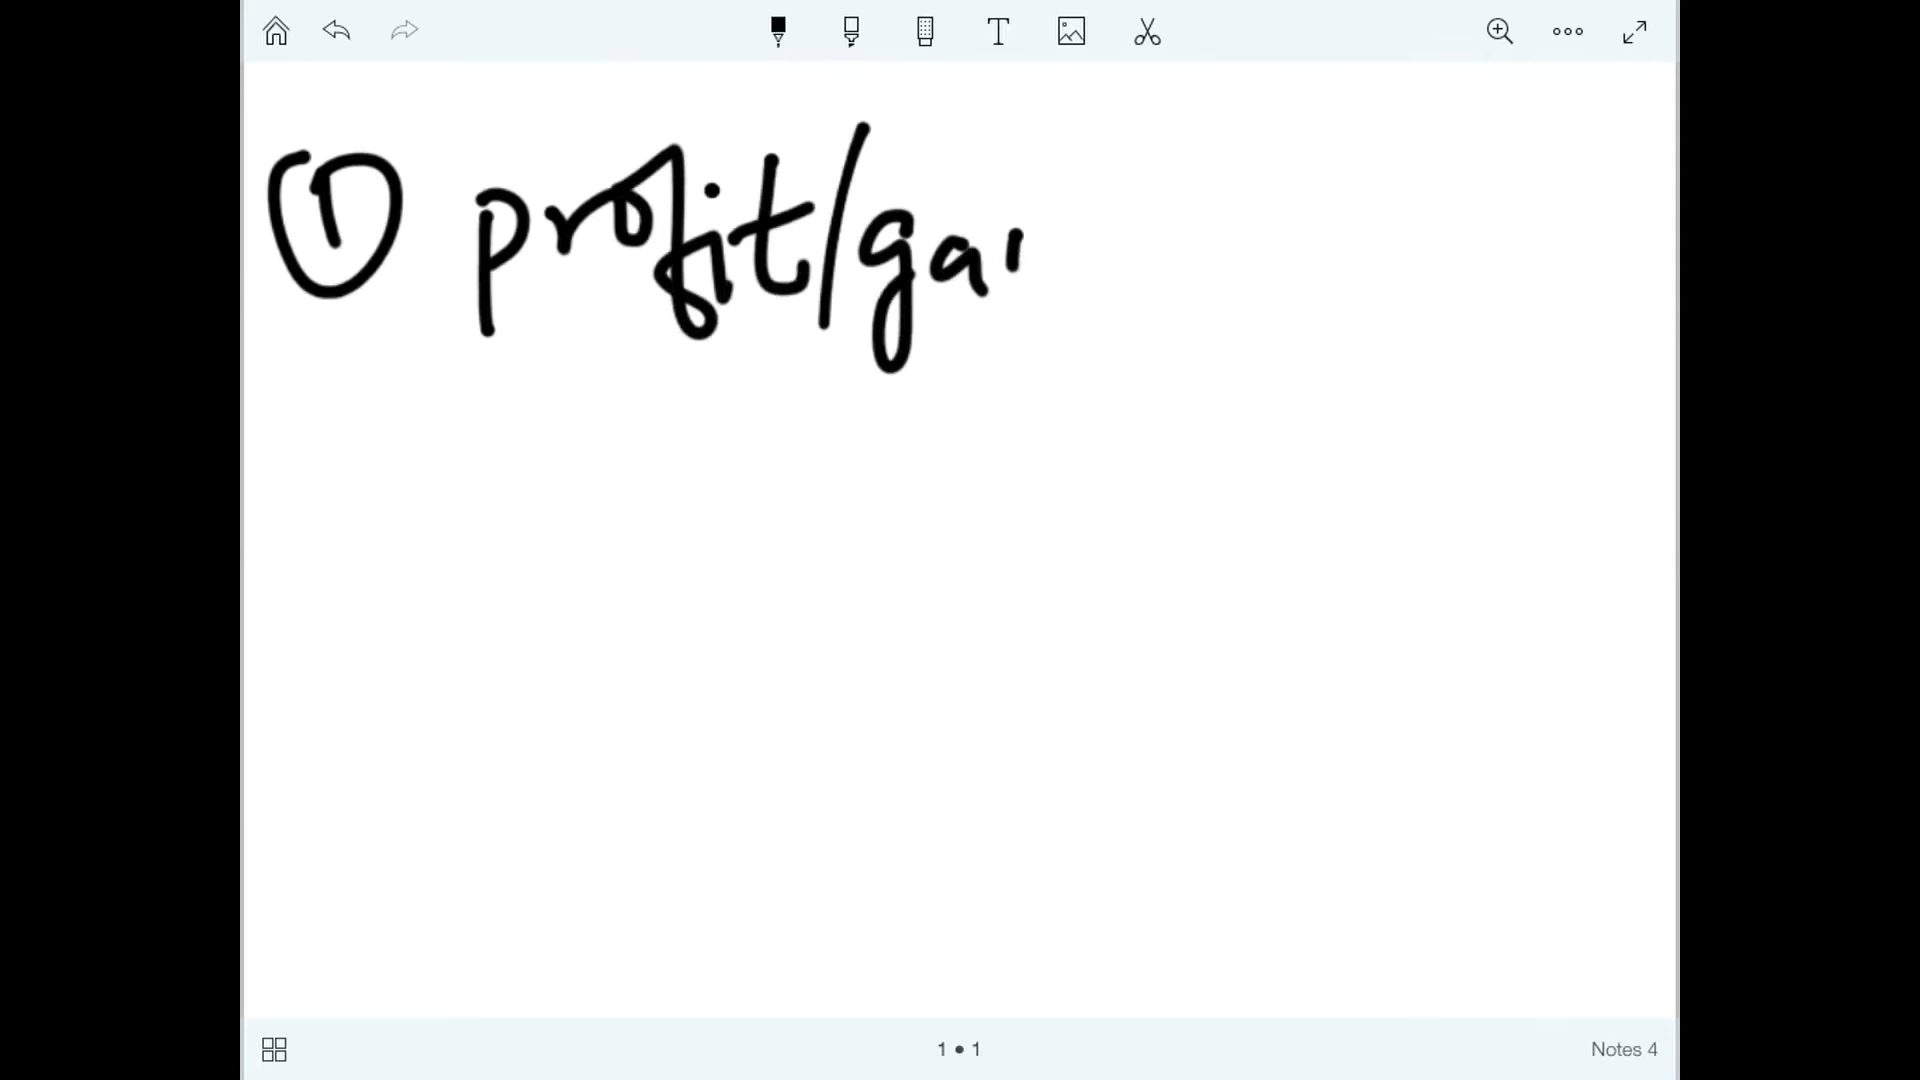 ① profit/gai
1 • 1
Notes 4